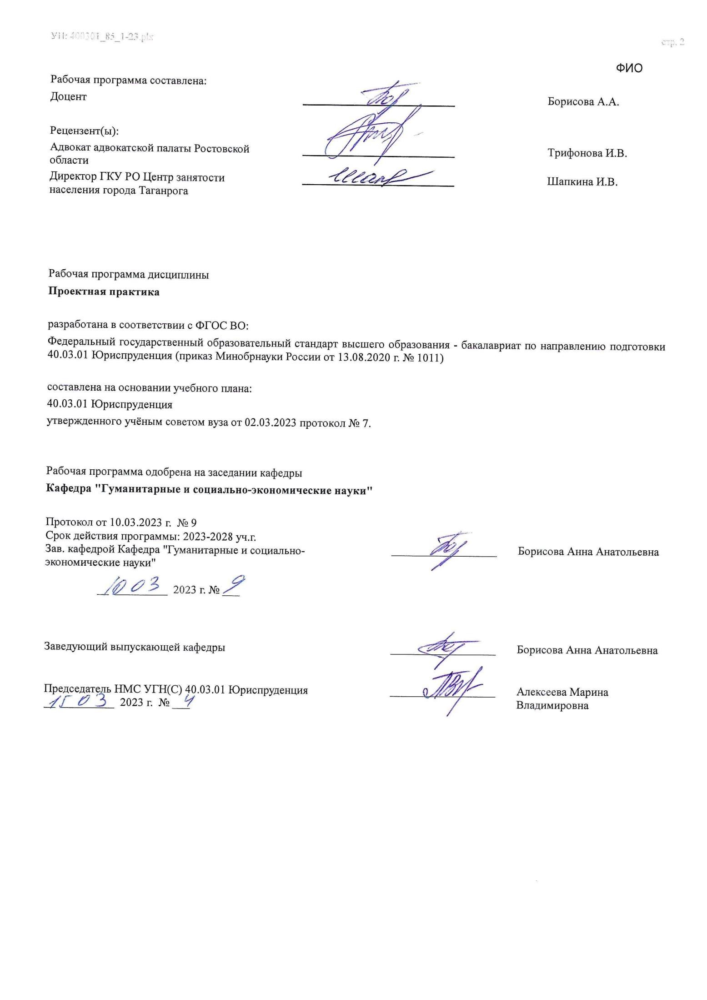 УП: 400301_85_1-23.plx
стр. 2
ФИО
Рабочая программа составлена:
Доцент
Борисова А.А.
Рецензент(ы):
Адвокат адвокатской палаты Ростовской
области
Трифонова И.В.
Директор ГКУ РО Центр занятости
населения города Таганрога
Шапкина И.В.
Рабочая программа дисциплины
Проектная практика
разработана в соответствии с ФГОС ВО:
Федеральный государственный образовательный стандарт высшего образования - бакалавриат по направлению подготовки
40.03.01 Юриспруденция (приказ Минобрнауки России от 13.08.2020 г. № 1011)
составлена на основании учебного плана:
40.03.01 Юриспруденция
утвержденного учёным советом вуза от 02.03.2023 протокол № 7.
Рабочая программа одобрена на заседании кафедры
Кафедра "Гуманитарные и социально-экономические науки"
Протокол от 10.03.2023 г. № 9
Срок действия программы: 2023-2028 уч.г.
Зав. кафедрой Кафедра "Гуманитарные и социально-
экономические науки"
Борисова Анна Анатольевна
10 03 2023 г. № 9
Заведующий выпускающей кафедры
Борисова Анна Анатольевна
Председатель НМС УГН(С) 40.03.01 Юриспруденция
15 03 2023 г. № 4
Алексеева Марина
Владимировна